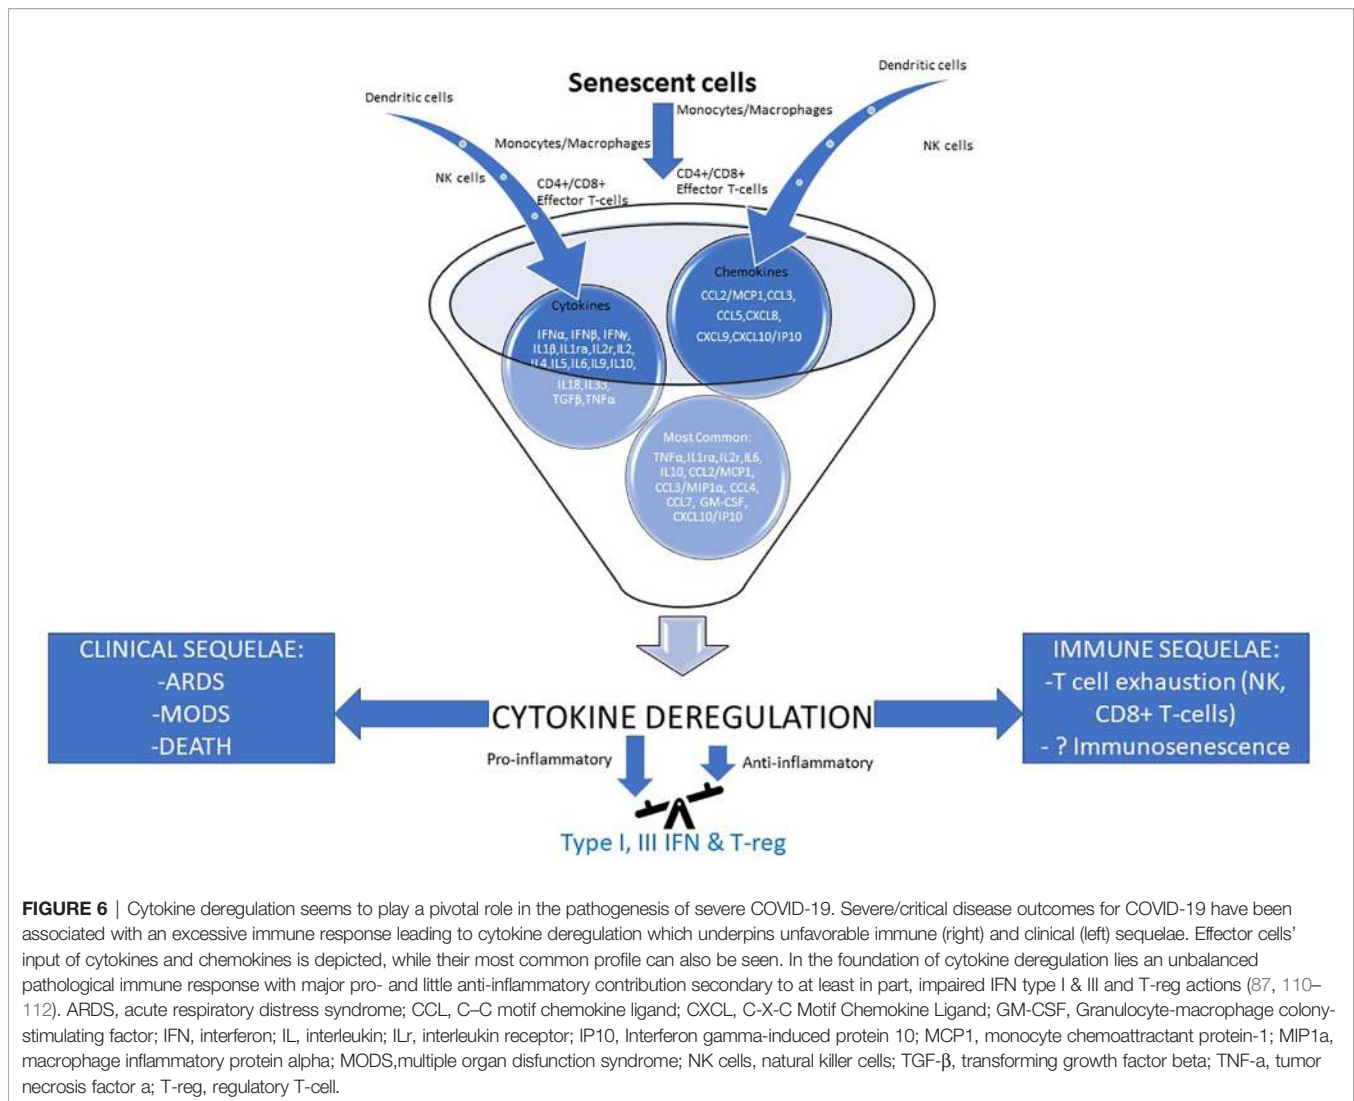 Senescent cells
Dendritic cells
Dendritic cells
Monocytes/Macrophages
Monocytes/Macrophages
NK cells
NK cells
CD4+/CD8+
Effector T-cells
CD4+/CD8+
Effector T-cells
Cytokines
IFNα, IFNβ, IFNγ,
IL1β,IL1ra,IL2r,IL2,
IL4,IL5,IL6,IL9,IL10,
IL18,IL33,
TGFβ,TNFα
Chemokines
CCL2/MCP1,CCL3,
CCL5,CXCL8,
CXCL9,CXCL10/IP10
Most Common:
TNFα,IL1rα,IL2r,IL6,
IL10, CCL2/MCP1,
CCL3/MIP1α, CCL4,
CCL7, GM-CSF,
CXCL10/IP10
CLINICAL SEQUELAE:
-ARDS
-MODS
-DEATH
CYTOKINE DEREGULATION
IMMUNE SEQUELAE:
-T cell exhaustion (NK,
CD8+ T-cells)
- ? Immunosenescence
Pro-inflammatory
Anti-inflammatory
Type I, III IFN & T-reg
FIGURE 6 | Cytokine deregulation seems to play a pivotal role in the pathogenesis of severe COVID-19. Severe/critical disease outcomes for COVID-19 have been
associated with an excessive immune response leading to cytokine deregulation which underpins unfavorable immune (right) and clinical (left) sequelae. Effector cells'
input of cytokines and chemokines is depicted, while their most common profile can also be seen. In the foundation of cytokine deregulation lies an unbalanced
pathological immune response with major pro- and little anti-inflammatory contribution secondary to at least in part, impaired IFN type I & III and T-reg actions (87, 110–
112). ARDS, acute respiratory distress syndrome; CCL, C–C motif chemokine ligand; CXCL, C-X-C Motif Chemokine Ligand; GM-CSF, Granulocyte-macrophage colony-
stimulating factor; IFN, interferon; IL, interleukin; ILr, interleukin receptor; IP10, Interferon gamma-induced protein 10; MCP1, monocyte chemoattractant protein-1; MIP1a,
macrophage inflammatory protein alpha; MODS,multiple organ disfunction syndrome; NK cells, natural killer cells; TGF-β, transforming growth factor beta; TNF-a, tumor
necrosis factor a; T-reg, regulatory T-cell.